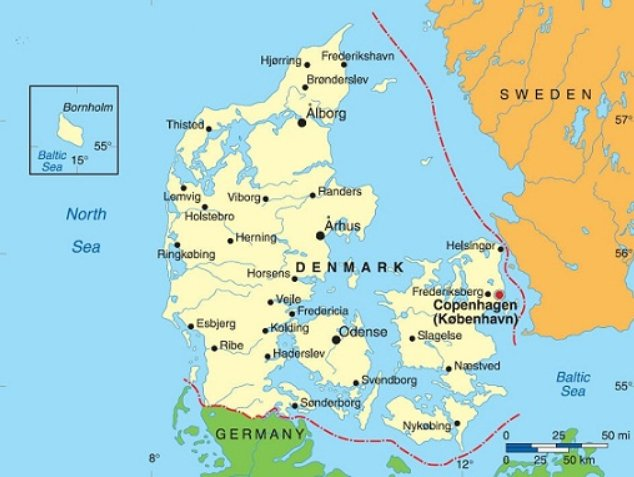 Hjørring
Frederikshavn
Brønderslev
SWEDEN
Bornholm
Ålborg
57°
Thisted
Baltic
Sea
55°
15°
Lemvig
Viborg
Randers
Holstebro
North
Sea
Århus
Herning
Helsingør
Ringkøbing
56°
DENMARK
Horsens
Frederiksberg
Vejle
Copenhagen
(København)
Fredericia
Esbjerg
Kolding
Odense
Slagelse
Ribe
Haderslev
Næstved
Svendborg
Baltic
Sea
55°
Sønderborg
Nykøbing
GERMANY
0 25 50 mi
0 25 50 km
8°
12°